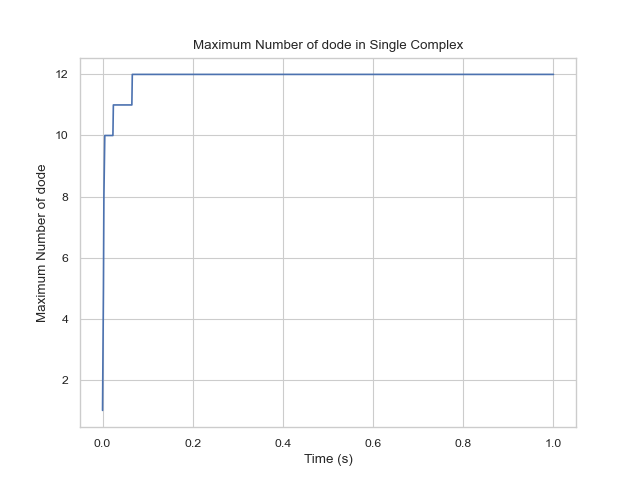 Maximum Number of dode in Single Complex
12
10
8
6
4
2
Maximum Number of dode
0.0 0.2 0.4 0.6 0.8 1.0
Time (s)